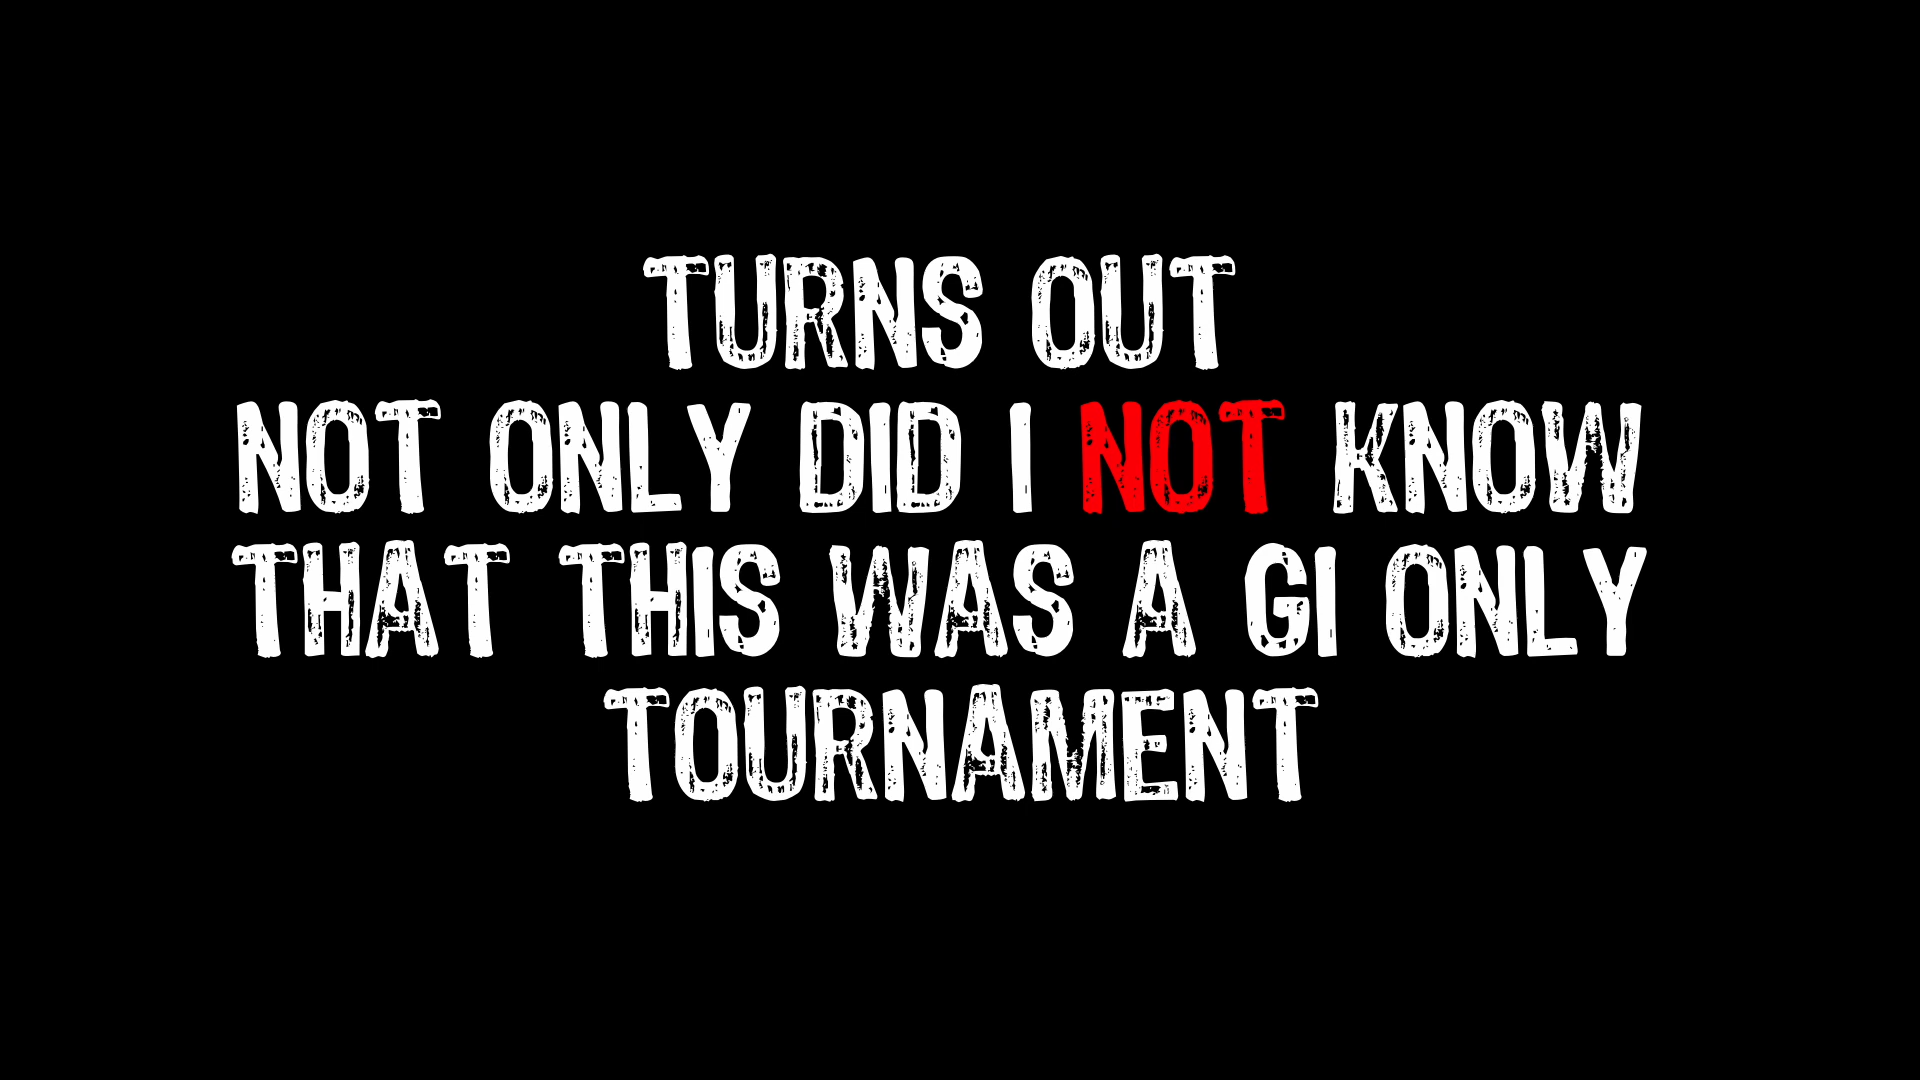 TURNS OUT
NOT ONLY DID I NOT KNOW
THAT THIS WAS A GI ONLY
TOURNAMENT